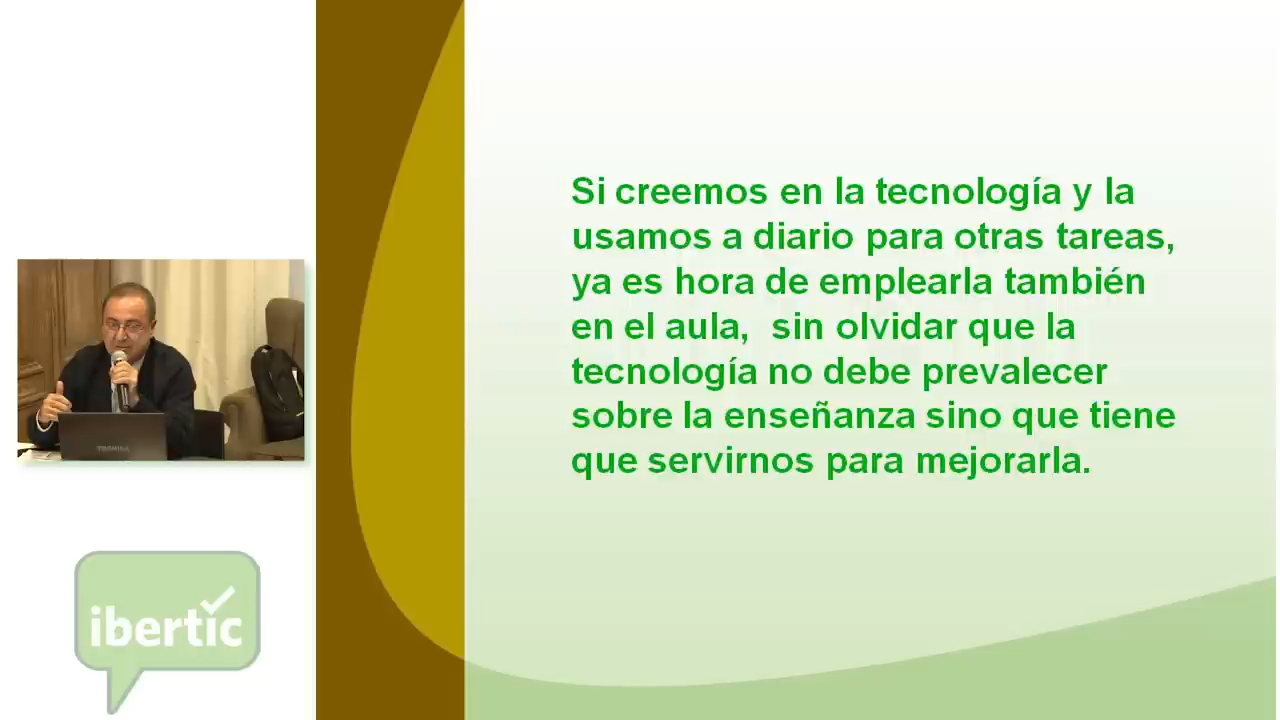 Si creemos en la tecnología y la
usamos a diario para otras tareas,
ya es hora de emplearla también
en el aula,  sin olvidar que la
tecnología no debe prevalecer
sobre la enseñanza sino que tiene
que servirnos para mejorarla.
TOSHIBA
ibertic